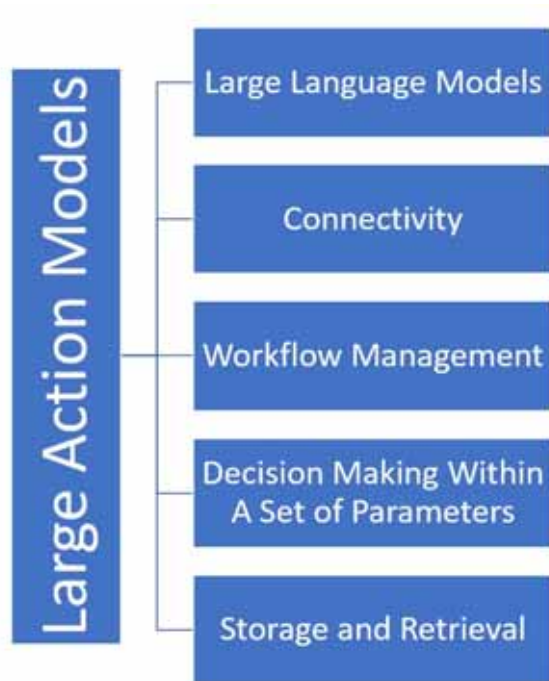 Large Action Models
Large Language Models
Connectivity
Workflow Management
Decision Making Within
A Set of Parameters
Storage and Retrieval